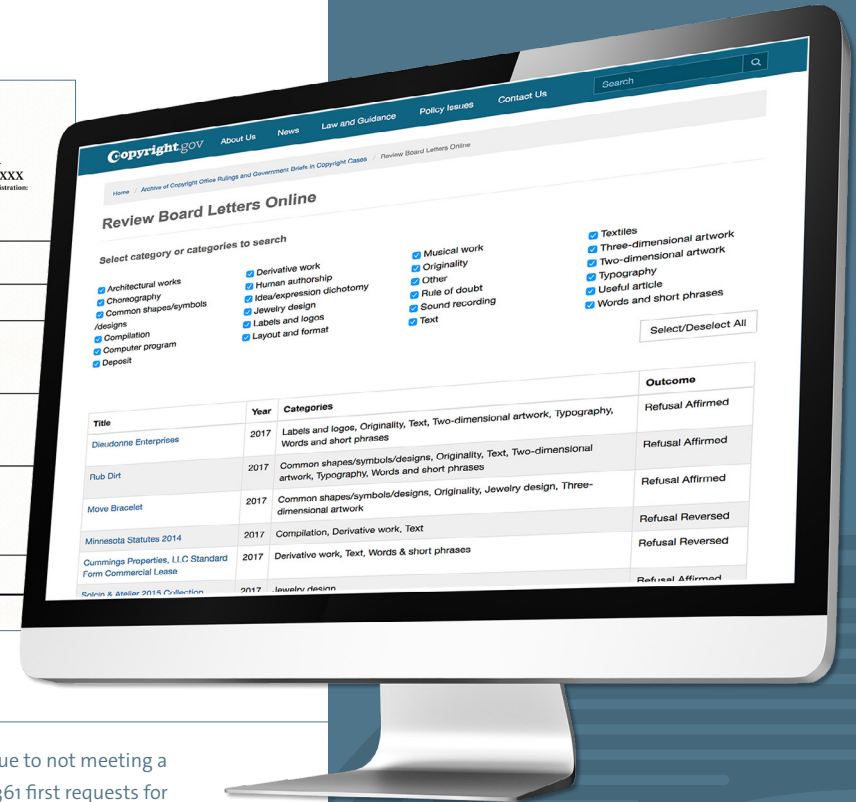 XXX
istration:
Copyright.gov
About Us
News
Law and Guidance
Policy Issues
Contact Us
Search
Home / Archive of Copyright Office Rulings and Government Briefs in Copyright Cases / Review Board Letters Online
Review Board Letters Online
Select category or categories to search
Architectural works
Choreography
Common shapes/symbols
/designs
Compilation
Computer program
Deposit
Derivative work
Human authorship
Idea/expression dichotomy
Jewelry design
Labels and logos
Layout and format
Musical work
Originality
Other
Rule of doubt
Sound recording
Text
Textiles
Three-dimensional artwork
Two-dimensional artwork
Typography
Useful article
Words and short phrases
Select/Deselect All
Title Year Categories Outcome
Dieudonne Enterprises 2017 Labels and logos, Originality, Text, Two-dimensional artwork, Typography, Refusal Affirmed
Words and short phrases
Rub Dirt 2017 Common shapes/symbols/designs, Originality, Text, Two-dimensional Refusal Affirmed
artwork, Typography, Words and short phrases
Move Bracelet 2017 Common shapes/symbols/designs, Originality, Jewelry design, Three- Refusal Affirmed
dimensional artwork
Minnesota Statutes 2014 2017 Compilation, Derivative work, Text Refusal Reversed
Cummings Properties, LLC Standard 2017 Derivative work, Text, Words & short phrases Refusal Reversed
Form Commercial Lease
Solcin & Atelier 2015 Collection 2017 Jewelry design Refusal Affirmed
ue to not meeting a
361 first requests for